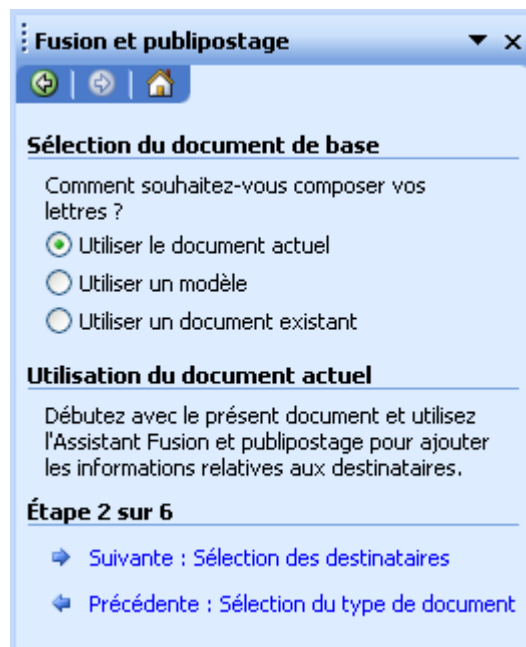 Fusion et publipostage
Sélection du document de base
Comment souhaitez-vous composer vos
lettres ?
Utiliser le document actuel
Utiliser un modèle
Utiliser un document existant
Utilisation du document actuel
Débutez avec le présent document et utilisez
l'Assistant Fusion et publipostage pour ajouter
les informations relatives aux destinataires.
Étape 2 sur 6
Suivante : Sélection des destinataires
Précédente : Sélection du type de document